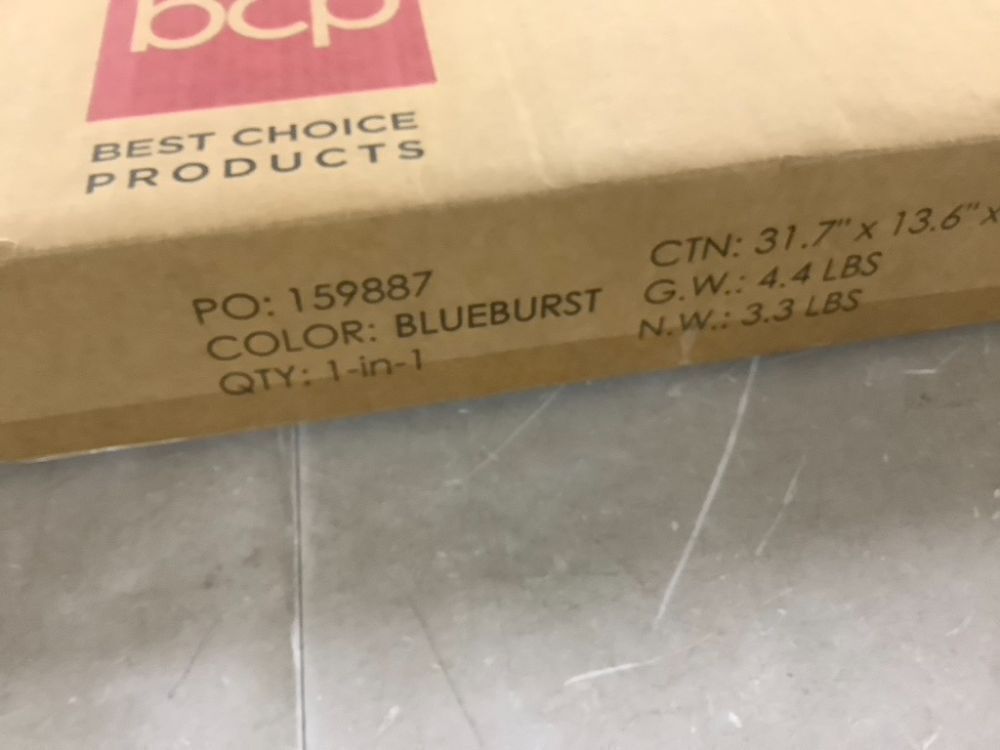 bcp
BEST CHOICE
PRODUCTS
PO: 159887
COLOR: BLUEBURST
QTY: 1-in-1
CTN: 31.7" x 13.6" x
G.W.: 4.4 LBS
N.W.: 3.3 LBS